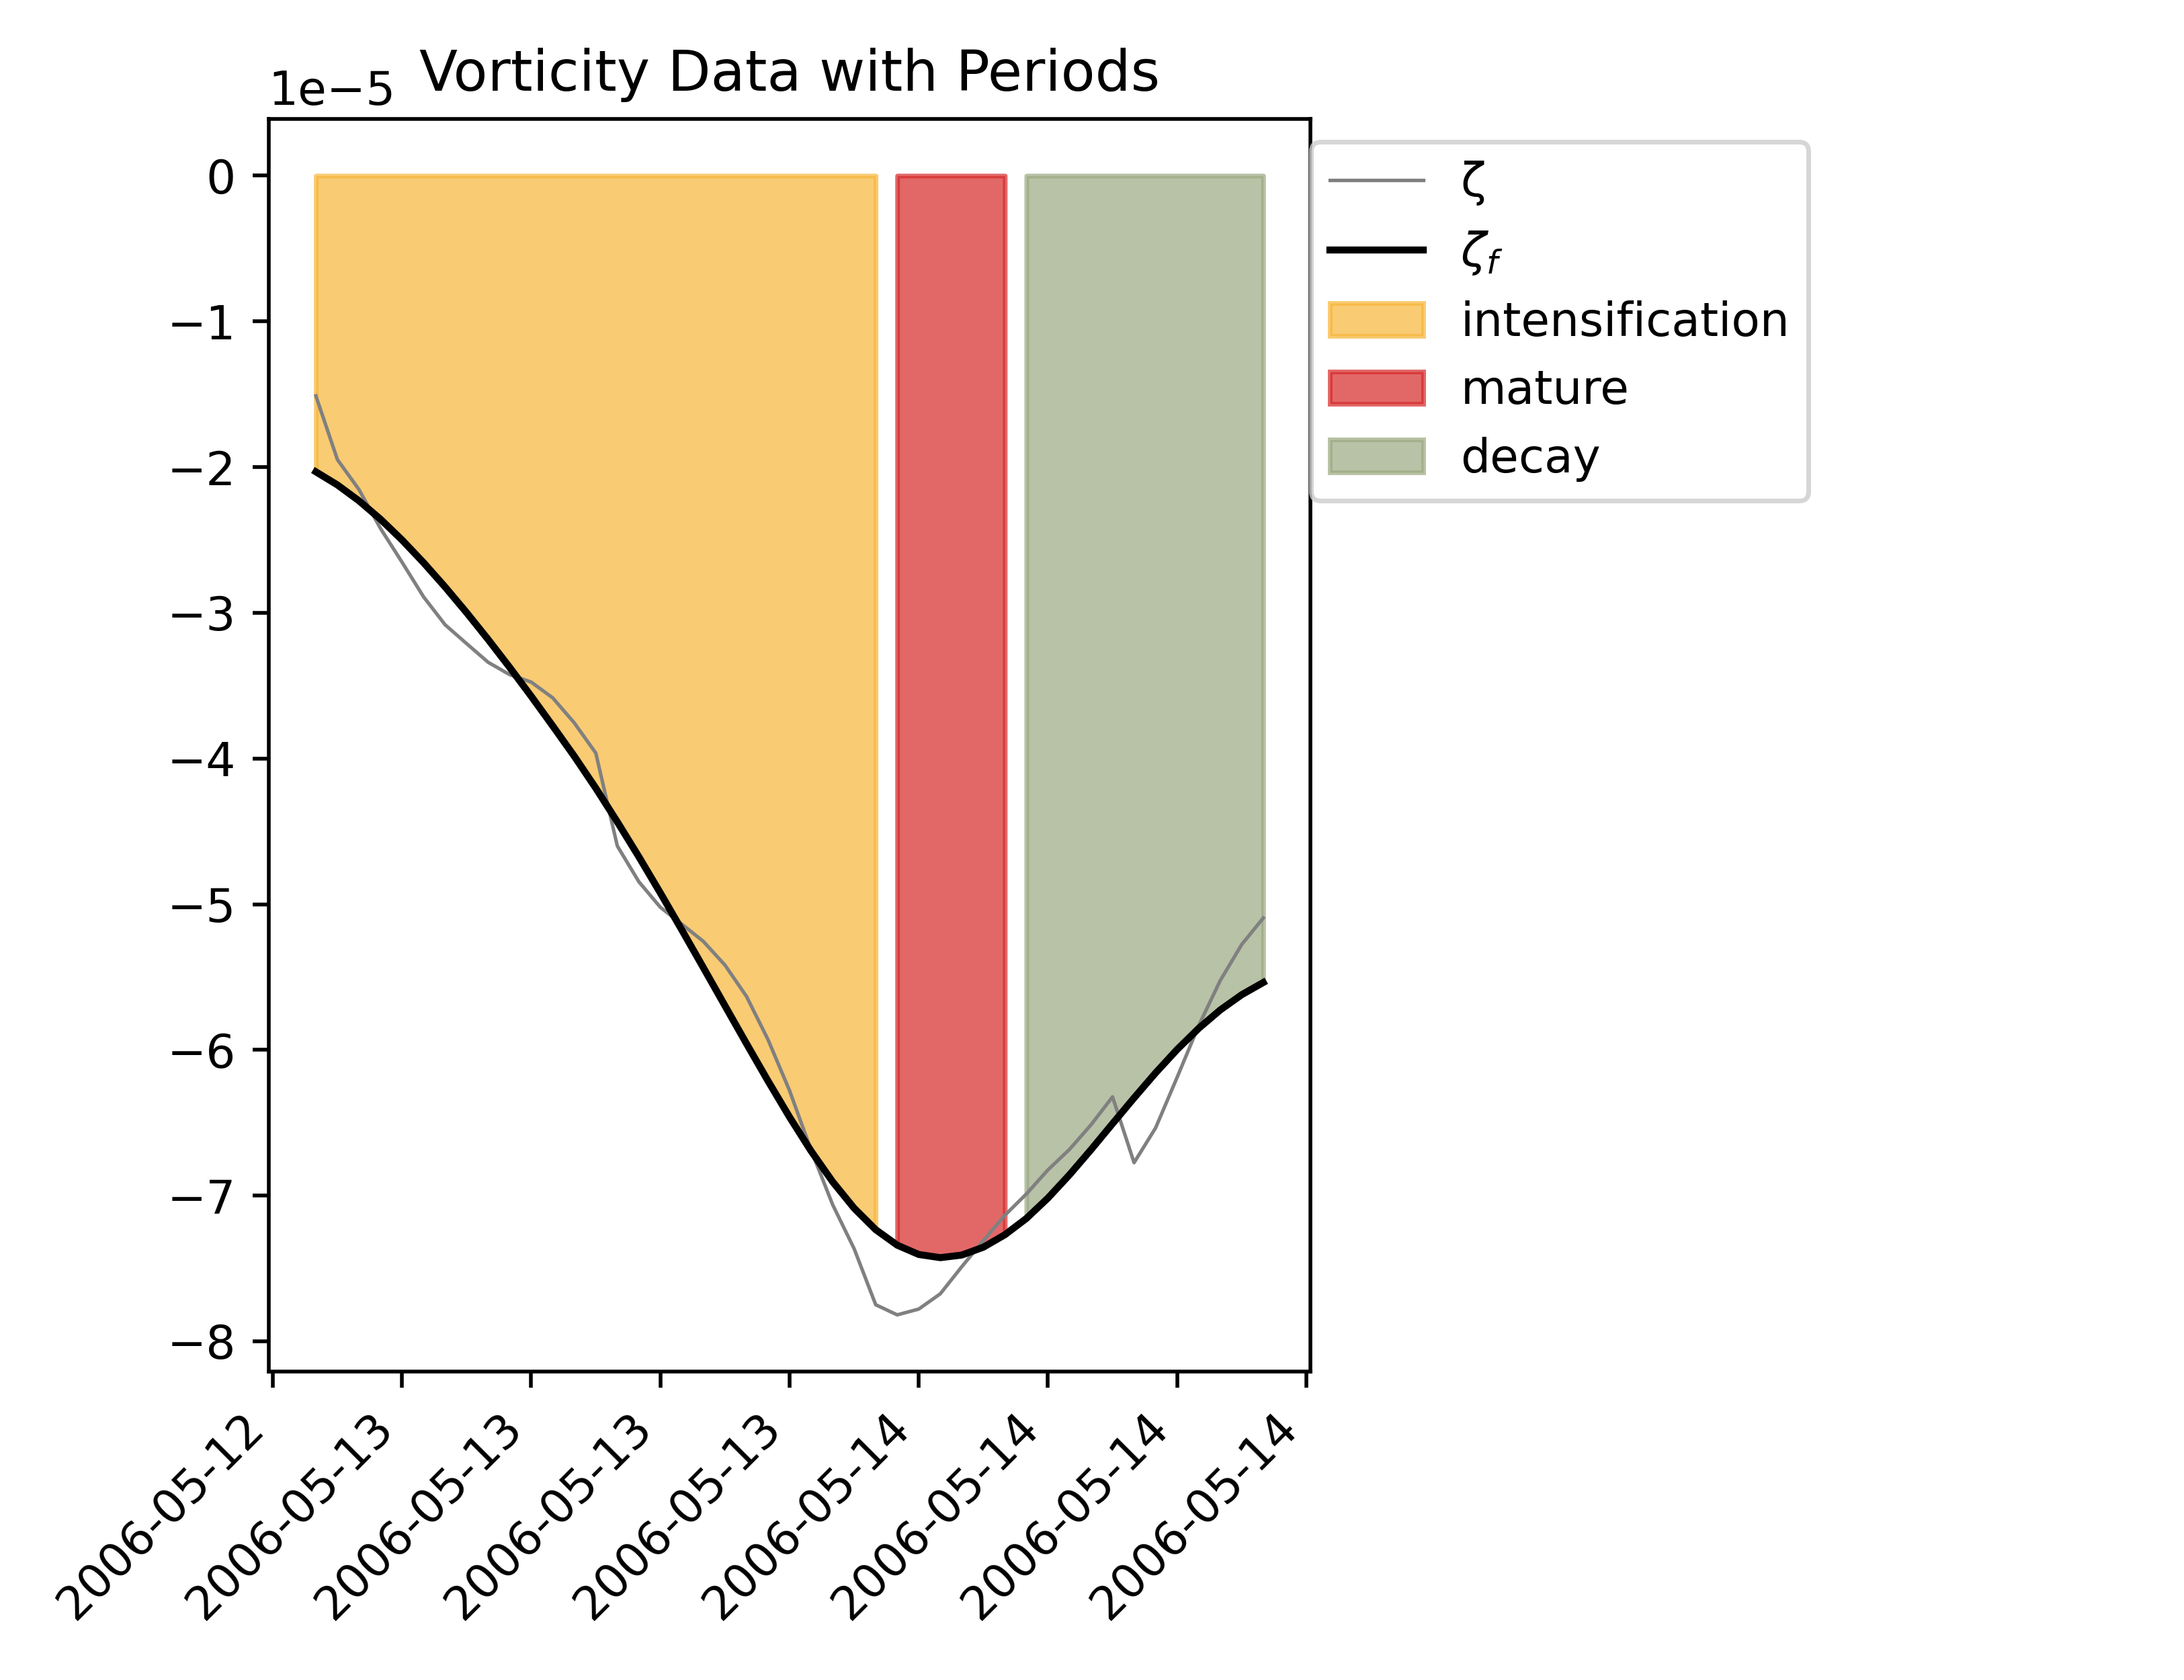 Vorticity Data with Periods
1e−5
0
−1
−2
−3
−4
−5
−6
−7
−8
2006-05-12
2006-05-13
2006-05-13
2006-05-13
2006-05-13
2006-05-14
2006-05-14
2006-05-14
2006-05-14
ζ
ζf
intensification
mature
decay